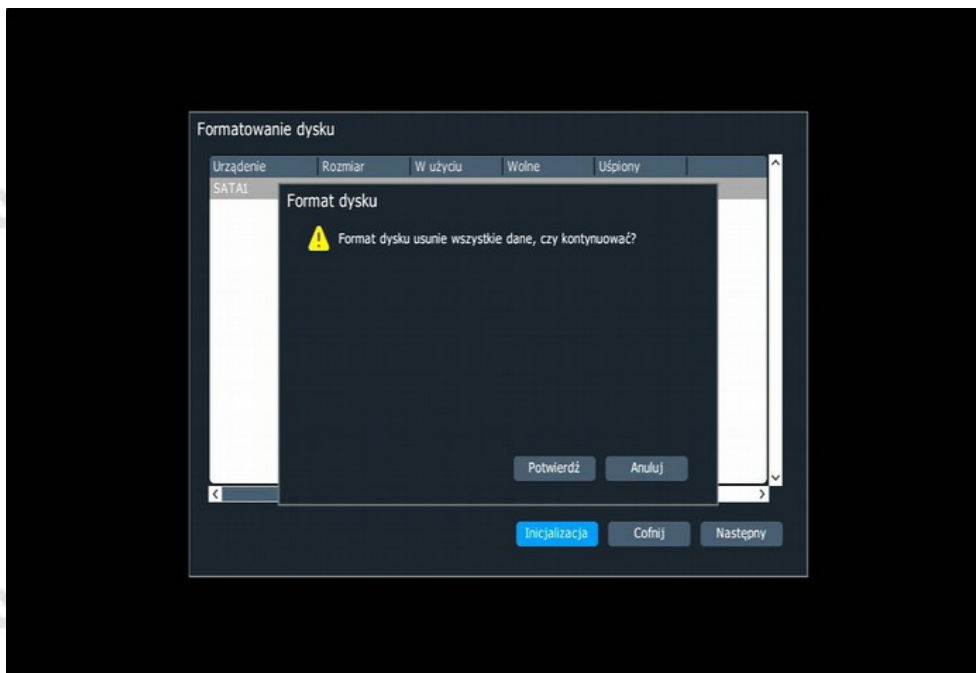 Formatowanie dysku
Urządenie Rozmiar W użyciu Wolne Uśpiony
SATA1
Format dysku
Format dysku usunie wszystkie dane, czy kontynuować?
Potwierdź Anuluj
Inicjalizacja Cofnij Następny